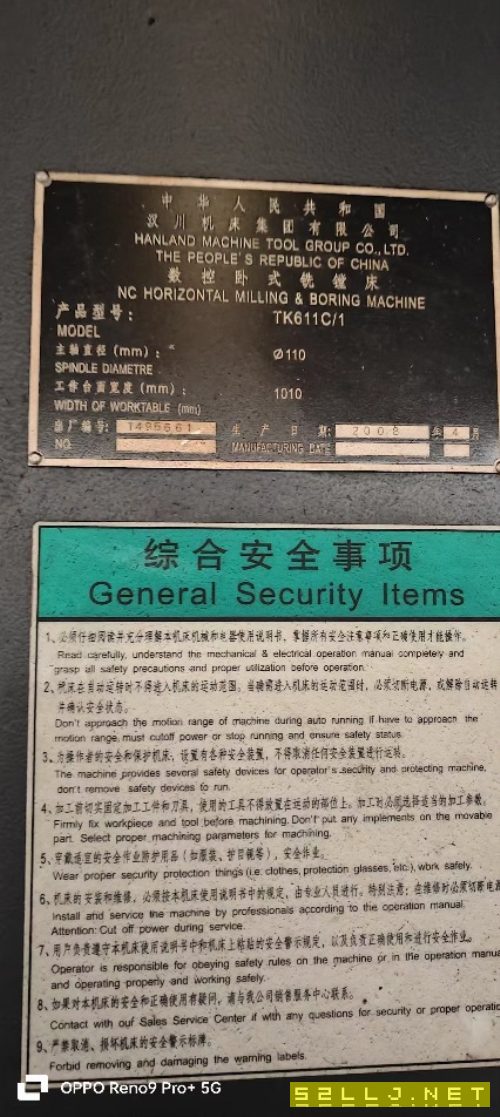 中华人民共和国
汉川机床集团有限公司
HANLAND MACHINE TOOL GROUP CO.,LTD.
THE PEOPLE'S REPUBLIC OF CHINA
数控卧式铣镗床
NC HORIZONTAL MILLING & BORING MACHINE
产品型号: TK611C/1
MODEL
主轴直径(mm): Ø110
SPINDLE DIAMETRE
工作台面宽度(mm): 1010
WIDTH OF WORKTABLE (mm)
出厂编号: 1495661 生产日期: 2008 年 4 月
NO. MANUFACTURING DATE
综合安全事项
General Security Items
1、必须仔细阅读并充分理解本机床机械和电器使用说明书，掌握所有安全注意事项和正确使用才能操作。
Read carefully, understand the mechanical & electrical operation manual completely and
grasp all safety precautions and proper utilization before operation.
2、机床在自动运转时不得进入机床的运动范围，当确需进入机床的运动范围时，必须切断电源，或解除自动运转
并确认安全状态。
Don't approach the motion range of machine during auto running If have to approach the
motion range, must cutoff power or stop running and ensure safety status.
3、为操作者的安全和保护机床，设置有各种安全装置，不得取消任何安全装置进行运转。
The machine provides several safety devices for operator's security and protecting machine,
don't remove safety devices to run.
4、加工前切实固定加工工件和刀具，使用的工具不得放置在运动的部位上。加工时必须选择适当的加工参数。
Firmly fix workpiece and tool before machining. Don't put any implements on the movable
part. Select proper machining parameters for machining.
5、穿戴适宜的安全作业防护用品(如服装、护目镜等)，安全作业。
Wear proper security protection things(i.e. clothes, protection glasses, etc.), work safely.
6、机床的安装和维修，必须按本机床使用说明书中的规定，由专业人员进行。特别注意：在维修时必须切断电源
Install and service the machine by professionals according to the operation manual.
Attention: Cut off power during service.
7、用户负责遵守本机床使用说明书中和机床上粘贴的安全警示规定，以及负责正确使用和进行安全作业。
Operator is responsible for obeying safety rules on the machine or in the operation manua
and operating properly and working safely.
8、如果对本机床的安全和正确使用有疑问，请与我公司销售服务中心联系。
Contact with our Sales Service Center if with any questions for security or proper operatio
9、严禁取消、损坏机床的安全警示标牌。
Forbid removing and damaging the warning labels.
OPPO Reno9 Pro+ 5G
52LLJ.NET